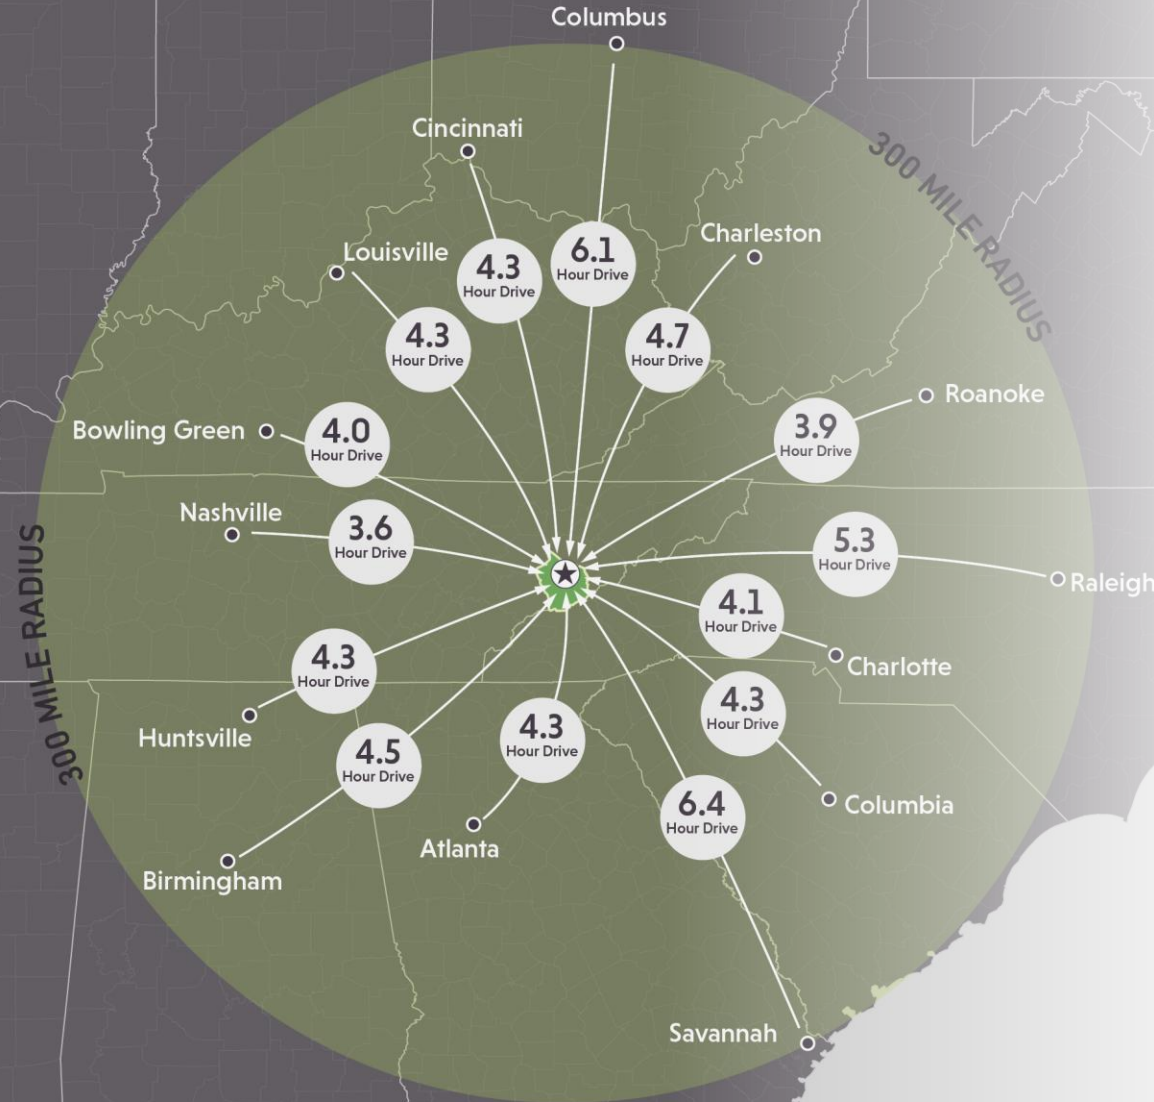 Columbus
Cincinnati
300 MILE RADIUS
Charleston
Louisville
6.1
Hour Drive
4.3
Hour Drive
4.3
Hour Drive
4.7
Hour Drive
Roanoke
Bowling Green
4.0
Hour Drive
3.9
Hour Drive
Nashville
3.6
Hour Drive
5.3
Hour Drive
Raleigh
300 MILE RADIUS
4.1
Hour Drive
Charlotte
4.3
Hour Drive
Huntsville
4.3
Hour Drive
4.3
Hour Drive
4.5
Hour Drive
6.4
Hour Drive
Columbia
Atlanta
Birmingham
Savannah